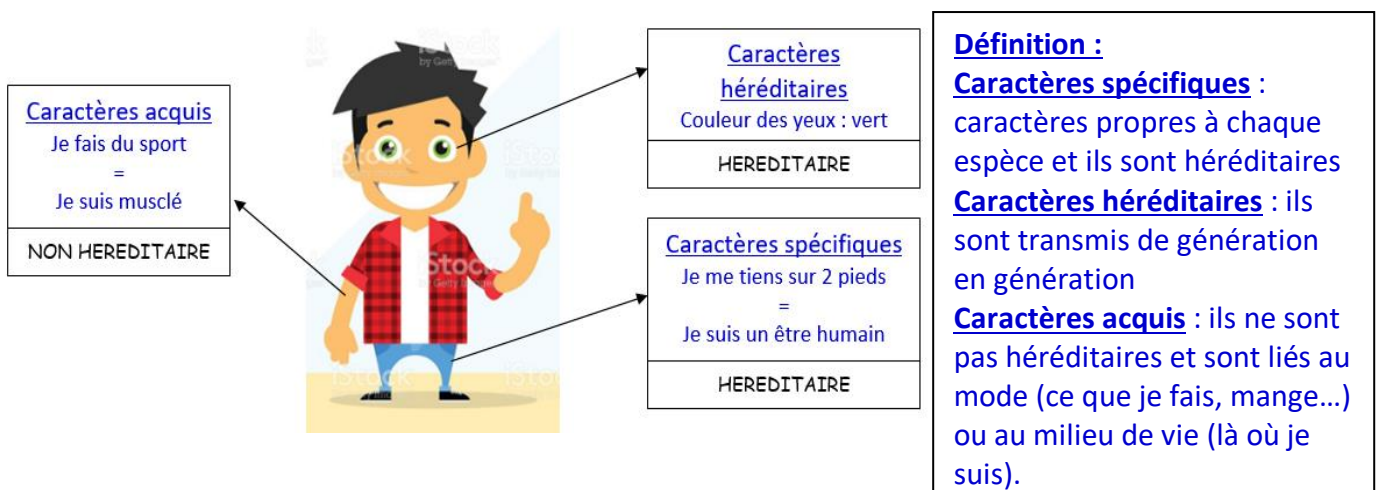 Caractères acquis
Je fais du sport
=
Je suis musclé
NON HEREDITAIRE
iStock
by Getty Images
Caractères
héréditaires
Couleur des yeux : vert
HEREDITAIRE
Caractères spécifiques
Je me tiens sur 2 pieds
=
Je suis un être humain
HEREDITAIRE
Définition :
Caractères spécifiques :
caractères propres à chaque
espèce et ils sont héréditaires
Caractères héréditaires : ils
sont transmis de génération
en génération
Caractères acquis : ils ne sont
pas héréditaires et sont liés au
mode (ce que je fais, mange…)
ou au milieu de vie (là où je
suis).